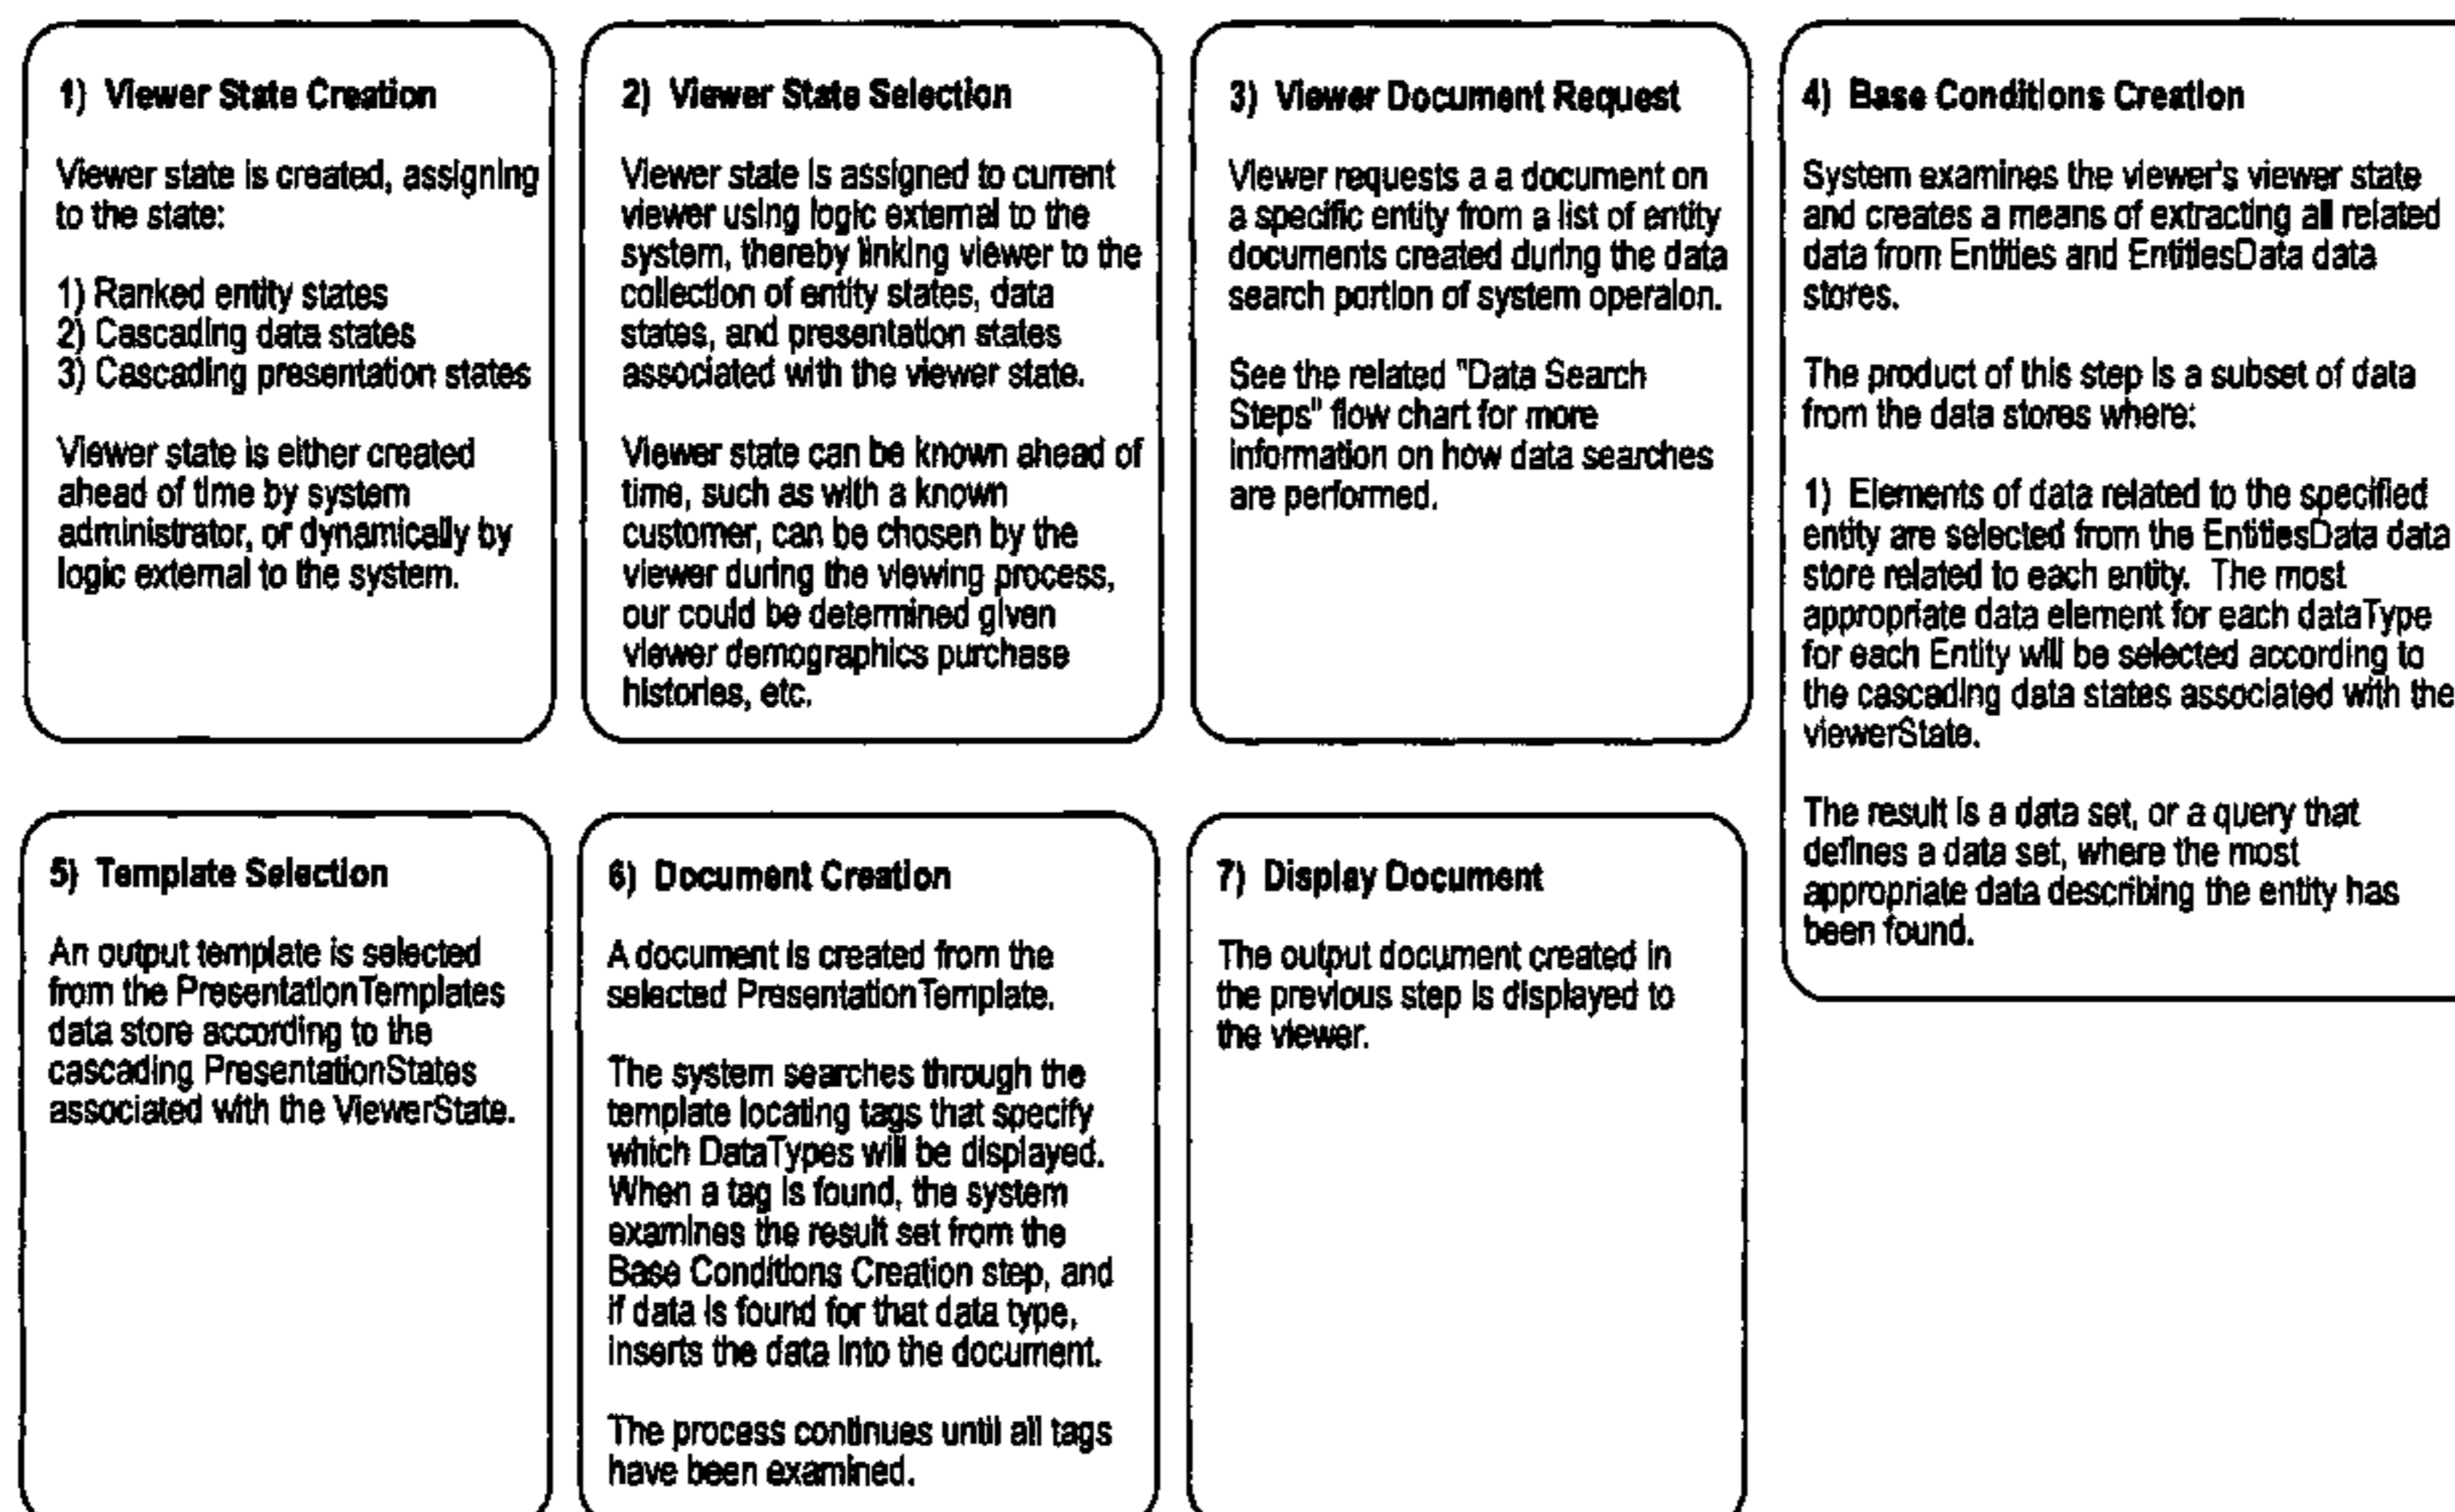 1) Viewer State Creation
Viewer state is created, assigning
to the state:
1) Ranked entity states
2) Cascading data states
3) Cascading presentation states
Viewer state is either created
ahead of time by system
administrator, or dynamically by
logic external to the system.
2) Viewer State Selection
Viewer state is assigned to current
viewer using logic external to the
system, thereby linking viewer to the
collection of entity states, data
states, and presentation states
associated with the viewer state.
Viewer state can be known ahead of
time, such as with a known
customer, can be chosen by the
viewer during the viewing process,
our could be determined given
viewer demographics purchase
histories, etc.
3) Viewer Document Request
Viewer requests a a document on
a specific entity from a list of entity
documents created during the data
search portion of system operaion.
See the related "Data Search
Steps" flow chart for more
information on how data searches
are performed.
4) Base Conditions Creation
System examines the viewer's viewer state
and creates a means of extracting all related
data from Entities and EntitiesData data
stores.
The product of this step is a subset of data
from the data stores where:
1) Elements of data related to the specified
entity are selected from the EntitiesData data
store related to each entity. The most
appropriate data element for each dataType
for each Entity will be selected according to
the cascading data states associated with the
viewerState.
The result is a data set, or a query that
defines a data set, where the most
appropriate data describing the entity has
been found.
5) Template Selection
An output template is selected
from the PresentationTemplates
data store according to the
cascading PresentationStates
associated with the ViewerState.
6) Document Creation
A document is created from the
selected PresentationTemplate.
The system searches through the
template locating tags that specify
which DataTypes will be displayed.
When a tag is found, the system
examines the result set from the
Base Conditions Creation step, and
if data is found for that data type,
inserts the data into the document.
The process continues until all tags
have been examined.
7) Display Document
The output document created in
the previous step is displayed to
the viewer.